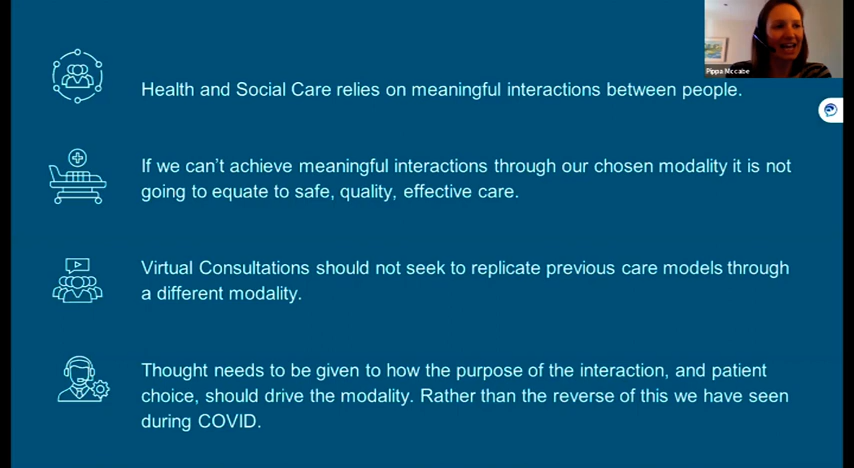 Pippa Mccabe
Health and Social Care relies on meaningful interactions between people.
If we can't achieve meaningful interactions through our chosen modality it is not
going to equate to safe, quality, effective care.
Virtual Consultations should not seek to replicate previous care models through
a different modality.
Thought needs to be given to how the purpose of the interaction, and patient
choice, should drive the modality. Rather than the reverse of this we have seen
during COVID.